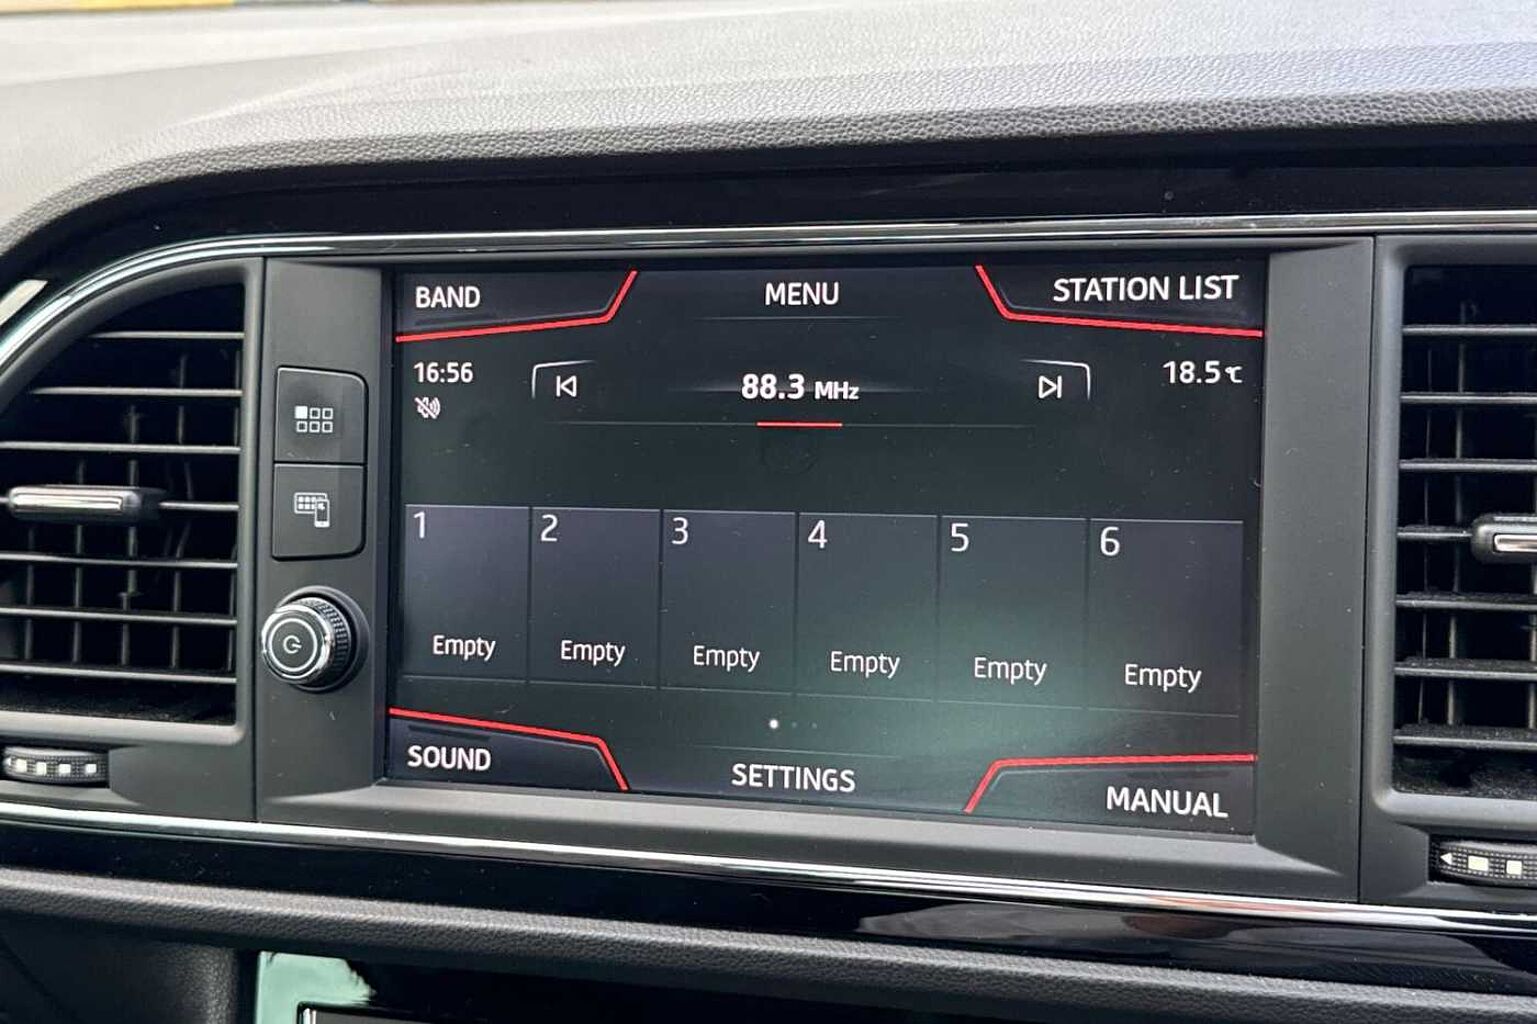 BAND
MENU
STATION LIST
16:56
88.3 MHz
18.5℃
1
2
3
4
5
6
Empty
Empty
Empty
Empty
Empty
Empty
SOUND
SETTINGS
MANUAL